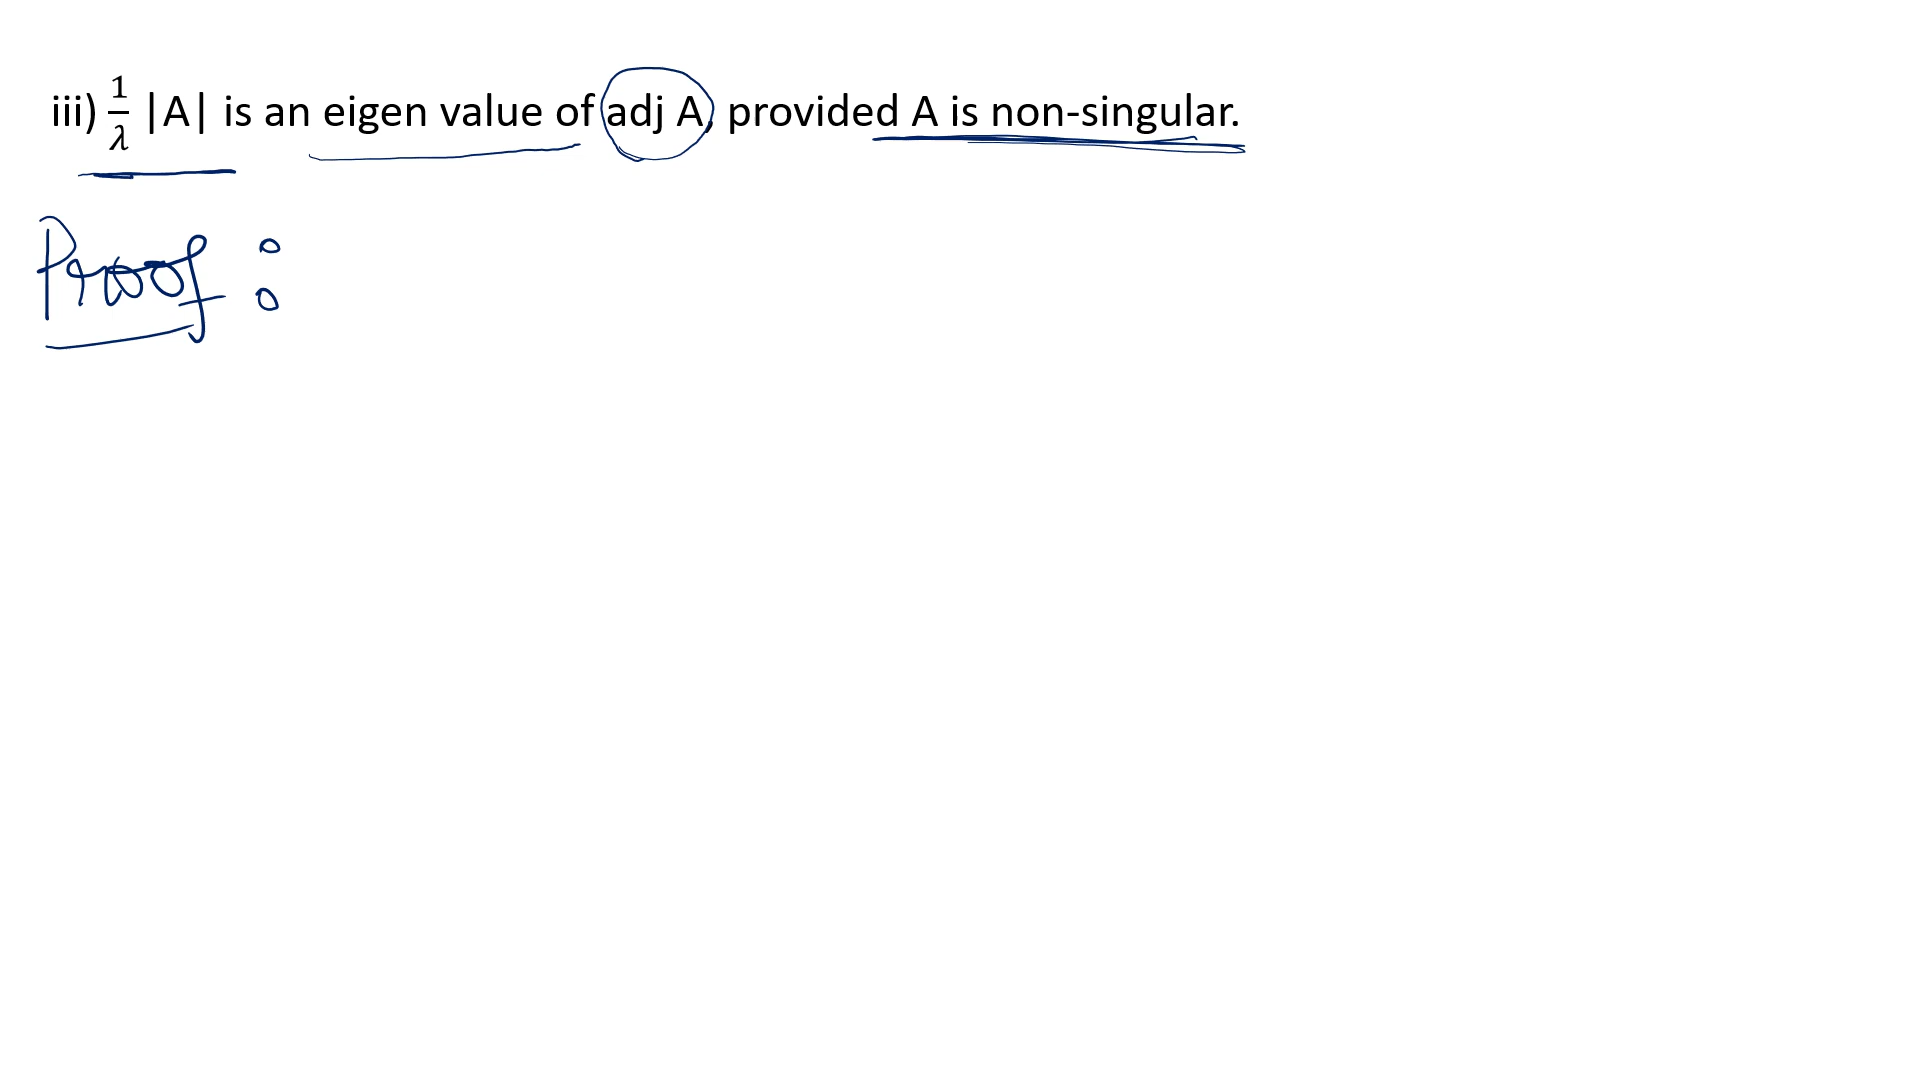 iii) 1/λ |A| is an eigen value of adj A, provided A is non-singular.
Proof :